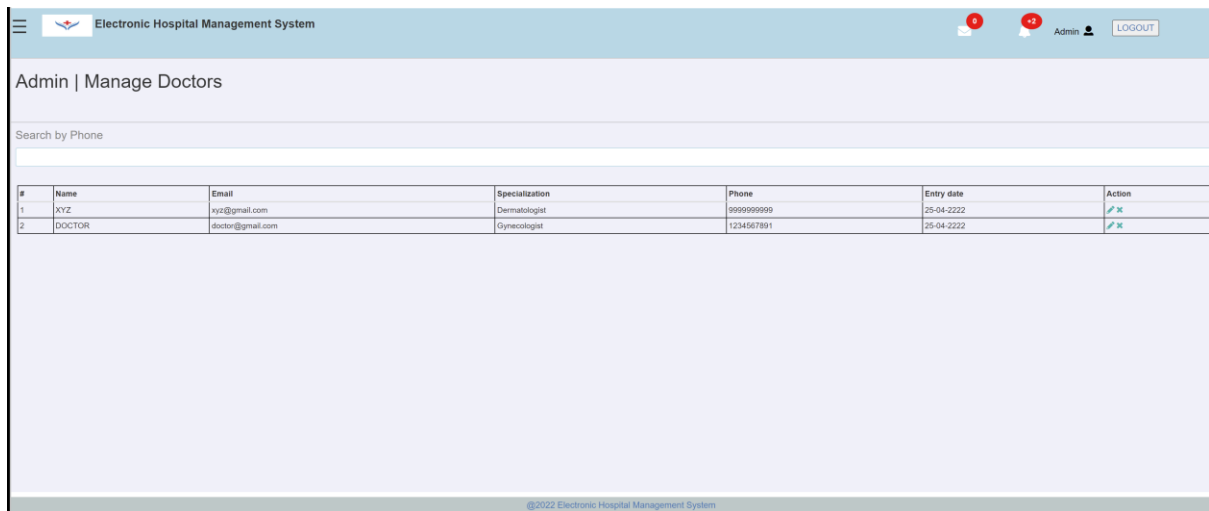 Electronic Hospital Management System 0 +2 Admin LOGOUT
Admin | Manage Doctors
Search by Phone
# Name Email Specialization Phone Entry date Action
1 XYZ xyz@gmail.com Dermatologist 9999999999 25-04-2222
2 DOCTOR doctor@gmail.com Gynecologist 1234567891 25-04-2222
@2022 Electronic Hospital Management System